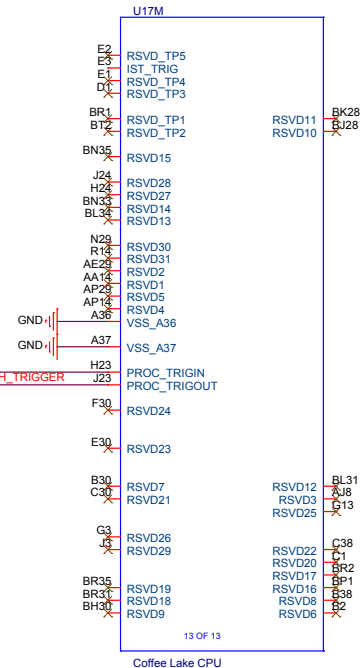 U17M
E2 RSVD_TP5
E3 IST_TRIG
E1 RSVD_TP4
D1 RSVD_TP3
BR1 RSVD_TP1 RSVD11 BK28
BT2 RSVD_TP2 RSVD10 BJ28
BN35 RSVD15
J24 RSVD28
H24 RSVD27
BN33 RSVD14
BL34 RSVD13
N29 RSVD30
R14 RSVD31
AE29 RSVD2
AA14 RSVD1
AP29 RSVD5
AP14 RSVD4
GND A36 VSS_A36
GND A37 VSS_A37
H23 PROC_TRIGIN
H_TRIGGER J23 PROC_TRIGOUT
F30 RSVD24
E30 RSVD23
B30 RSVD7 RSVD12 BL31
C30 RSVD21 RSVD3 AJ8
RSVD25 G13
G3 RSVD26
J3 RSVD29 RSVD22 C38
RSVD20 C1
RSVD17 BR2
BR35 RSVD19 RSVD16 BP1
BR31 RSVD18 RSVD8 B38
BH30 RSVD9 RSVD6 B2
13 OF 13
Coffee Lake CPU